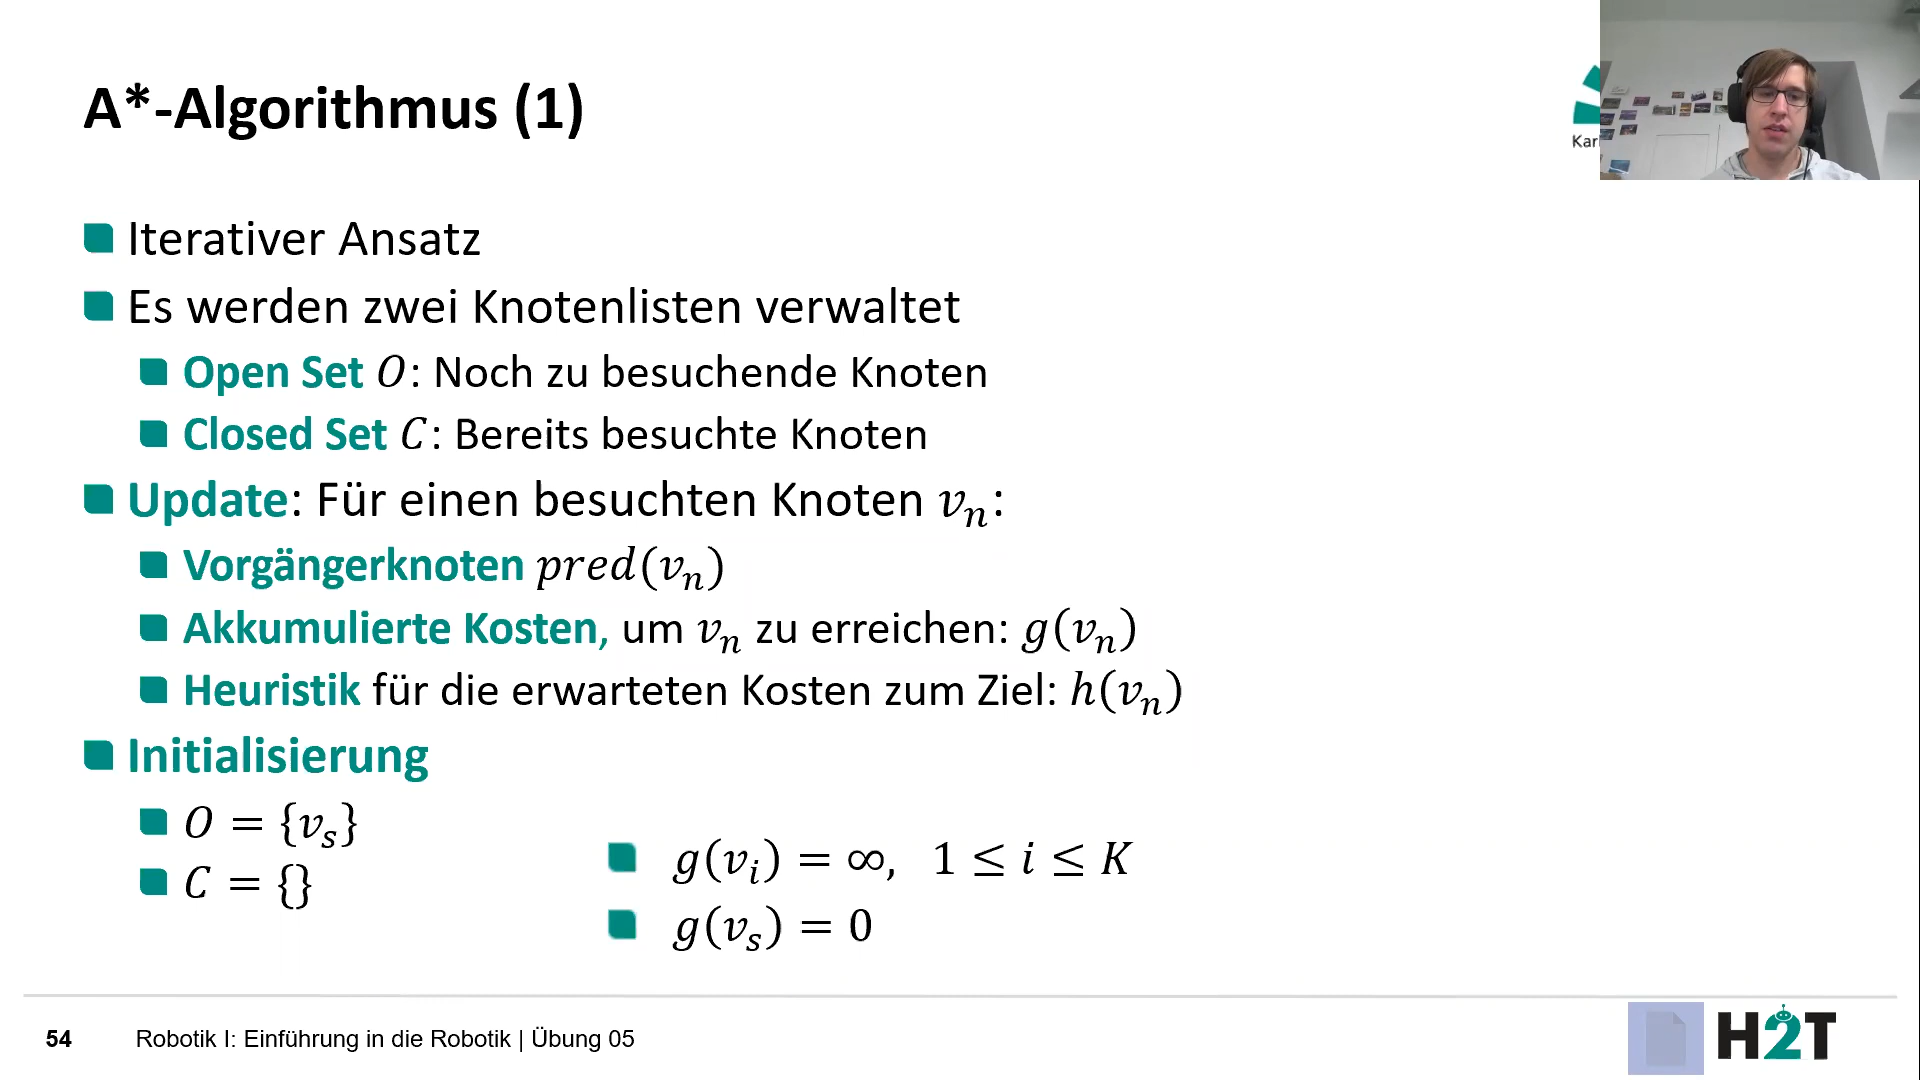 A*-Algorithmus (1)
Kar
Iterativer Ansatz
Es werden zwei Knotenlisten verwaltet
Open Set O: Noch zu besuchende Knoten
Closed Set C: Bereits besuchte Knoten
Update: Für einen besuchten Knoten vₙ:
Vorgängerknoten pred(vₙ)
Akkumulierte Kosten, um vₙ zu erreichen: g(vₙ)
Heuristik für die erwarteten Kosten zum Ziel: h(vₙ)
Initialisierung
O = {vₛ}
C = {}
g(vᵢ) = ∞, 1 ≤ i ≤ K
g(vₛ) = 0
54 Robotik I: Einführung in die Robotik | Übung 05
H2T